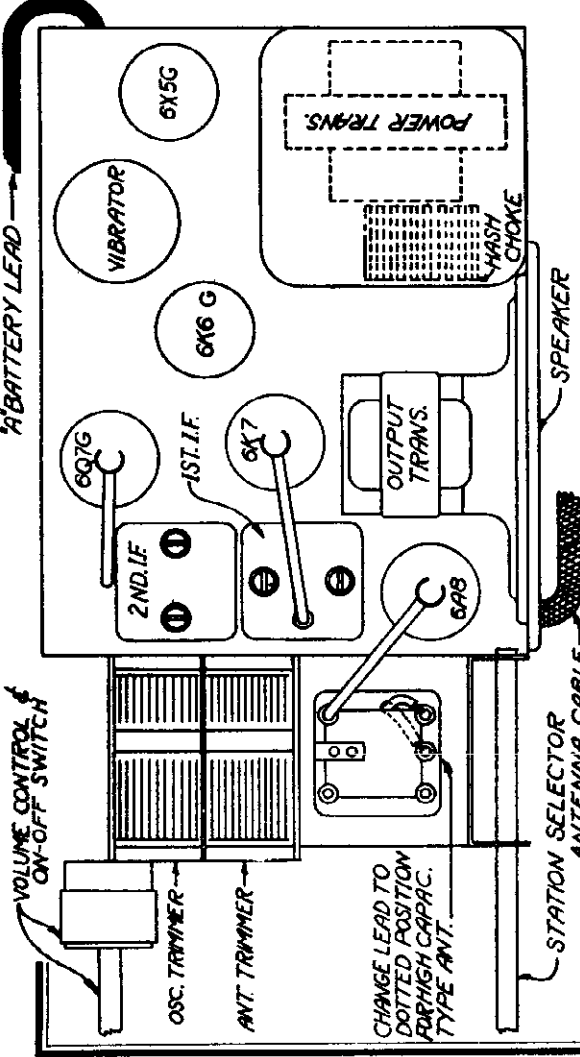 "A" BATTERY LEAD
6X5G
VIBRATOR
POWER TRANS.
HASH
CHOKE
6K6 G
6Q7G
1ST. I.F.
6K7
2ND. I.F.
OUTPUT
TRANS.
6A8
SPEAKER
VOLUME CONTROL &
ON-OFF SWITCH
OSC. TRIMMER
ANT. TRIMMER
CHANGE LEAD TO
DOTTED POSITION
FOR HIGH CAPAC.
TYPE ANT.
STATION SELECTOR
ANTENNA CABLE